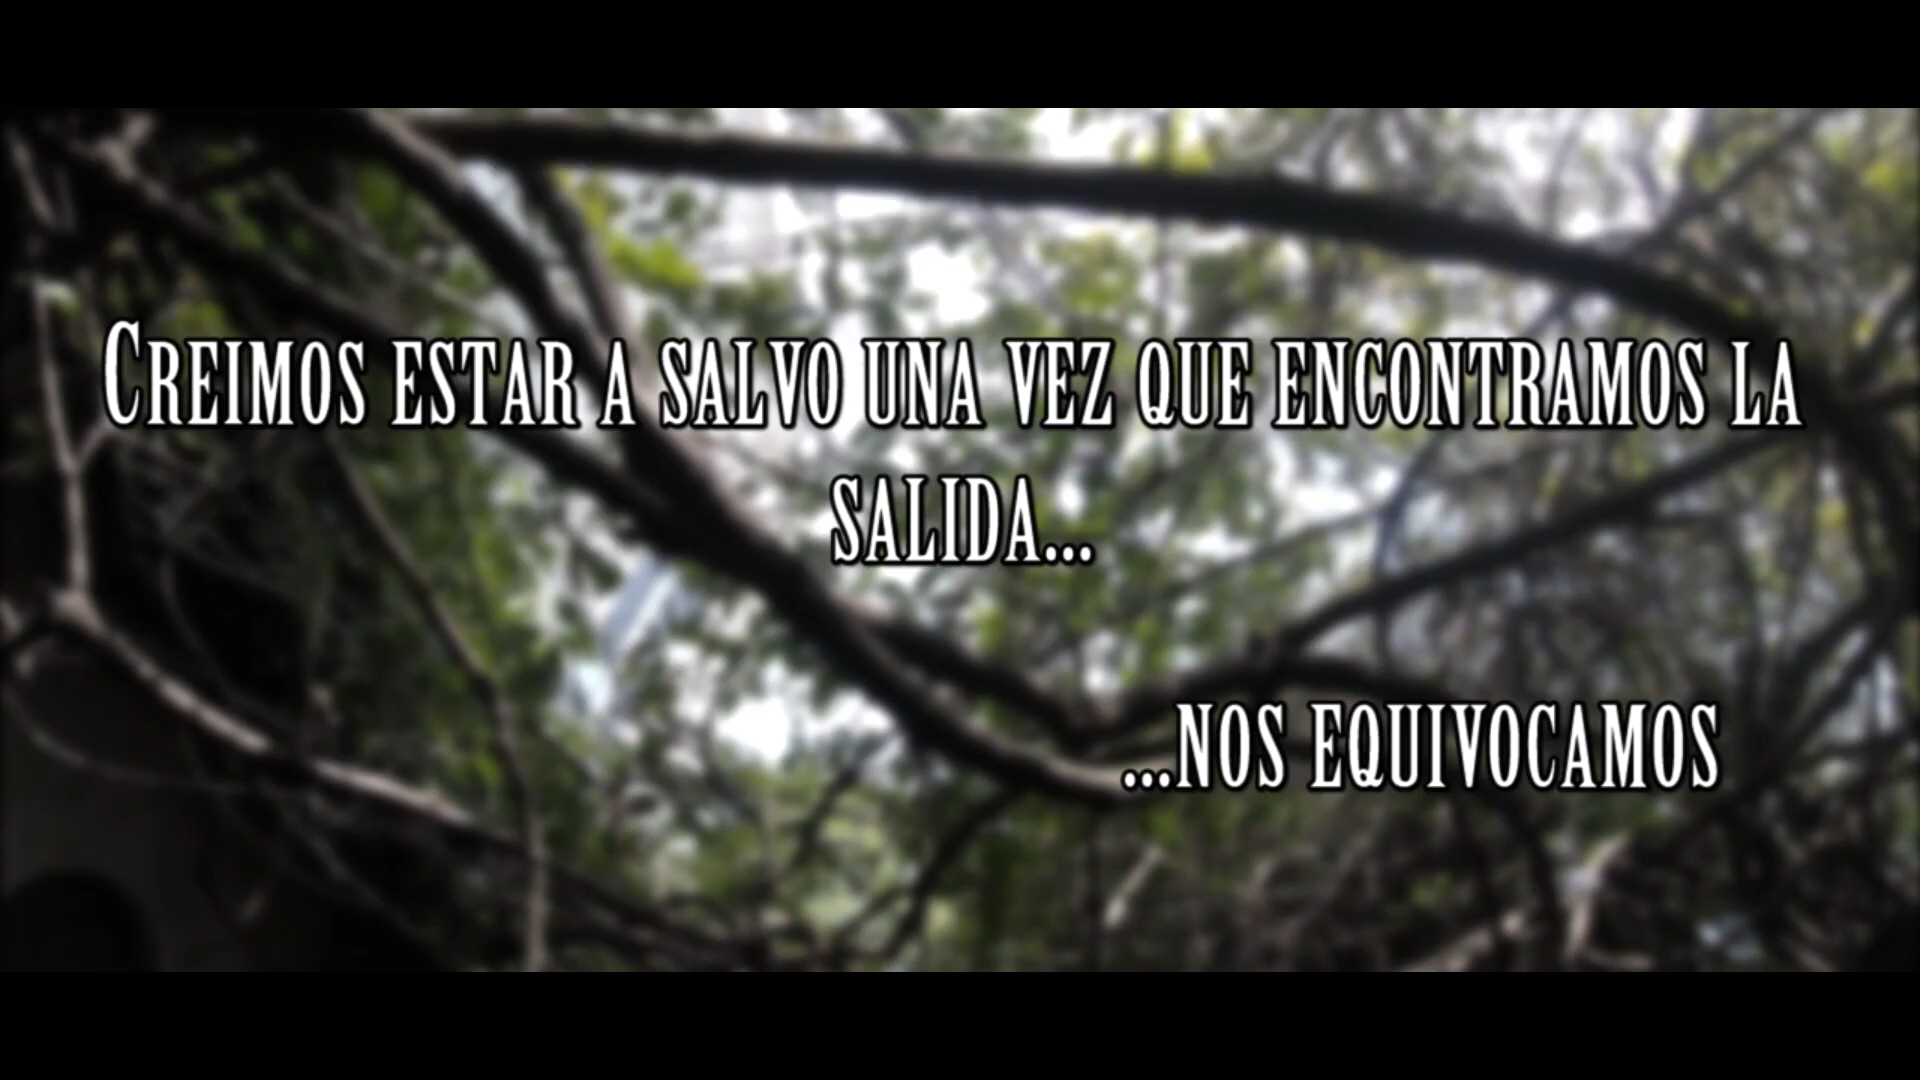 Creimos estar a salvo una vez que encontramos la
salida...
...nos equivocamos